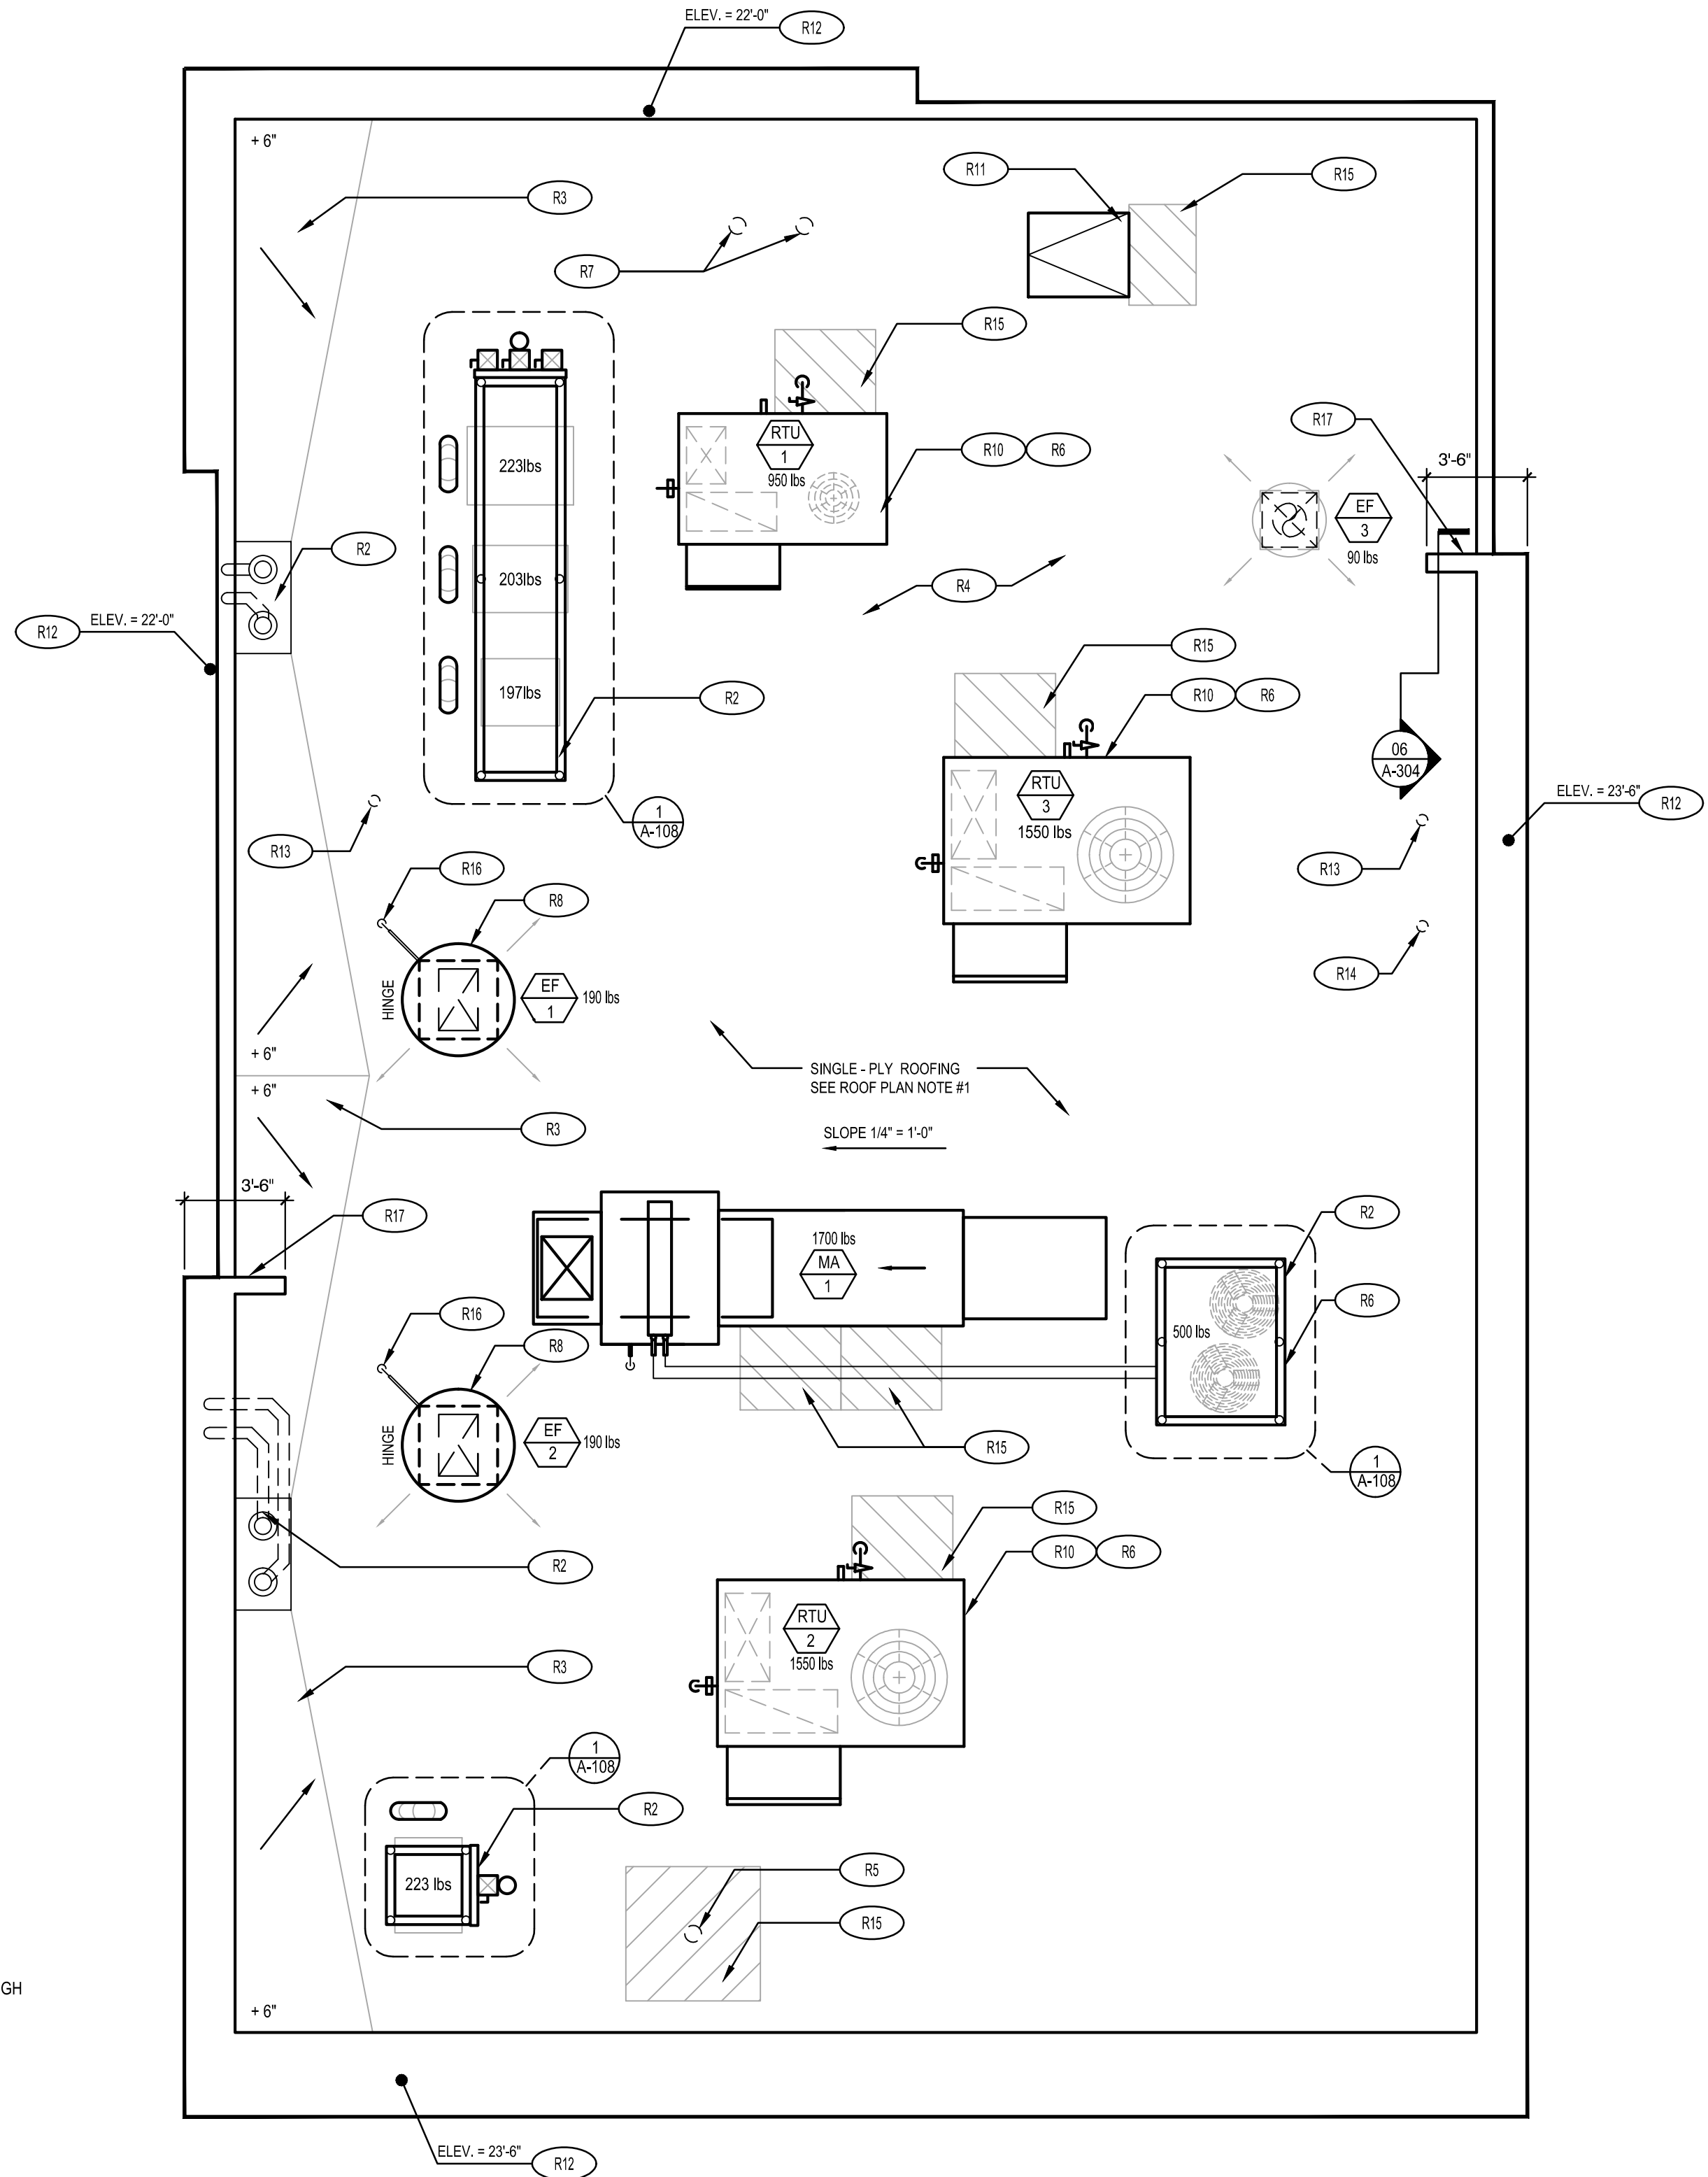 ELEV. = 22'-0"
R12
+ 6"
R3
R11
R15
R7
R15
R17
3'-6"
RTU
1
950 lbs
R10
R6
223lbs
EF
3
90 lbs
R2
203lbs
R4
ELEV. = 22'-0"
R12
R15
197lbs
R2
R10
R6
06
A-304
RTU
3
1550 lbs
1
A-108
ELEV. = 23'-6"
R12
R13
R16
R13
R8
R14
HINGE
EF
1
190 lbs
+ 6"
SINGLE - PLY ROOFING
SEE ROOF PLAN NOTE #1
+ 6"
R3
SLOPE 1/4" = 1'-0"
3'-6"
R17
R2
1700 lbs
MA
1
R16
R6
500 lbs
R8
HINGE
EF
2
190 lbs
R15
1
A-108
R15
R2
R10
R6
RTU
2
1550 lbs
R3
1
A-108
R2
223 lbs
R5
R15
GH
+ 6"
ELEV. = 23'-6"
R12